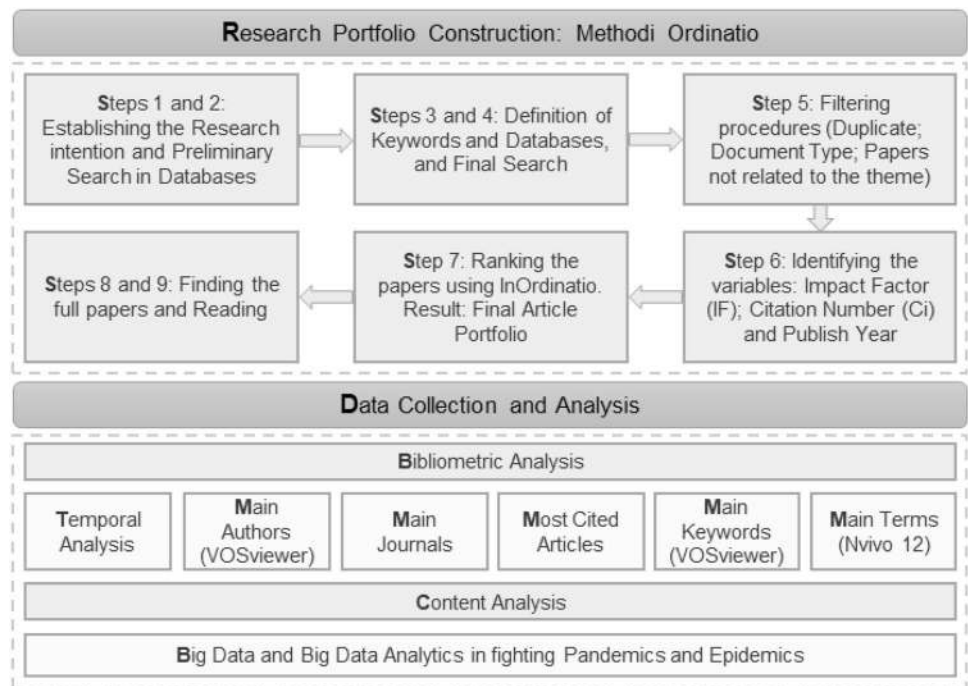 Research Portfolio Construction: Methodi Ordinatio
Steps 1 and 2:
Establishing the Research
intention and Preliminary
Search in Databases
Steps 3 and 4: Definition of
Keywords and Databases,
and Final Search
Step 5: Filtering
procedures (Duplicate;
Document Type; Papers
not related to the theme)
Step 6: Identifying the
variables: Impact Factor
(IF); Citation Number (Ci)
and Publish Year
Step 7: Ranking the
papers using InOrdinatio.
Result: Final Article
Portfolio
Steps 8 and 9: Finding the
full papers and Reading
Data Collection and Analysis
Bibliometric Analysis
Temporal
Analysis
Main
Authors
(VOSviewer)
Main
Journals
Most Cited
Articles
Main
Keywords
(VOSviewer)
Main Terms
(Nvivo 12)
Content Analysis
Big Data and Big Data Analytics in fighting Pandemics and Epidemics